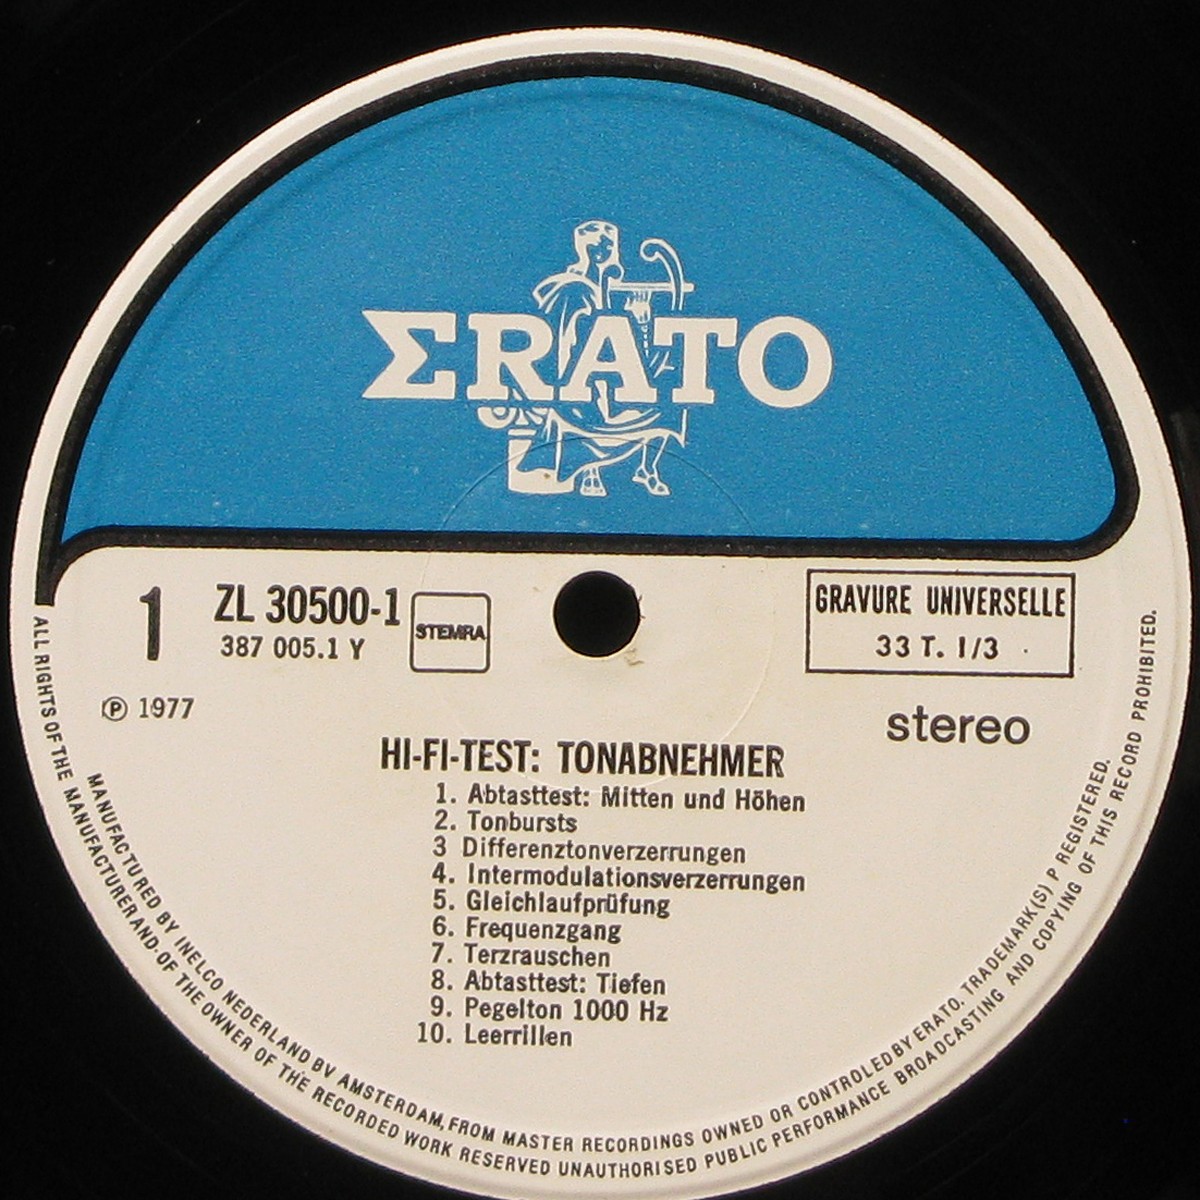 ΣRATO
1
ZL 30500-1
387 005.1 Y
STEMRA
GRAVURE UNIVERSELLE
33 T. 1/3
℗ 1977
stereo
HI-FI-TEST: TONABNEHMER
1. Abtasttest: Mitten und Höhen
2. Tonbursts
3 Differenztonverzerrungen
4. Intermodulationsverzerrungen
5. Gleichlaufprüfung
6. Frequenzgang
7. Terzrauschen
8. Abtasttest: Tiefen
9. Pegelton 1000 Hz
10. Leerrillen
MANUFACTURED BY INELCO NEDERLAND BV AMSTERDAM, FROM MASTER RECORDINGS OWNED OR CONTROLED BY ERATO. TRADEMARK(S) P REGISTERED.
ALL RIGHTS OF THE MANUFACTURER AND OF THE OWNER OF THE RECORDED WORK RESERVED UNAUTHORISED PUBLIC PERFORMANCE BROADCASTING AND COPYING OF THIS RECORD PROHIBITED.